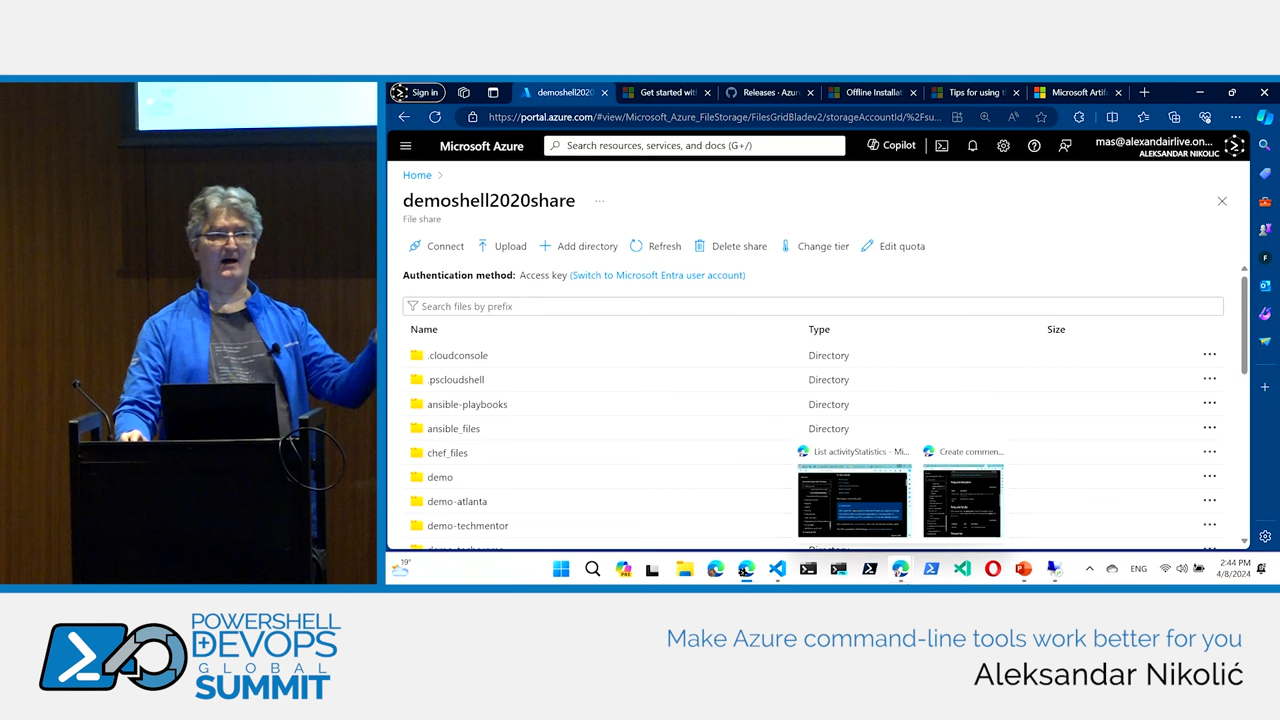 Sign in
demoshell2020
Get started wit
Releases · Azur
Offline Installat
Tips for using t
Microsoft Artifa
https://portal.azure.com/#view/Microsoft_Azure_FileStorage/FilesGridBladev2/storageAccountId/%2Fsu...
Microsoft Azure
Search resources, services, and docs (G+/)
Copilot
mas@alexandairlive.on...
ALEKSANDAR NIKOLIC
Home
demoshell2020share
File share
Connect
Upload
Add directory
Refresh
Delete share
Change tier
Edit quota
Authentication method: Access key (Switch to Microsoft Entra user account)
Search files by prefix
Name Type Size
.cloudconsole Directory
.pscloudshell Directory
ansible-playbooks Directory
ansible_files Directory
chef_files
demo
demo-atlanta
demo-techmentor
List activityStatistics - Mi...
Create commen...
19°
ENG
2:44 PM
4/8/2024
POWERSHELL
DEVOPS
GLOBAL
SUMMIT
Make Azure command-line tools work better for you
Aleksandar Nikolić